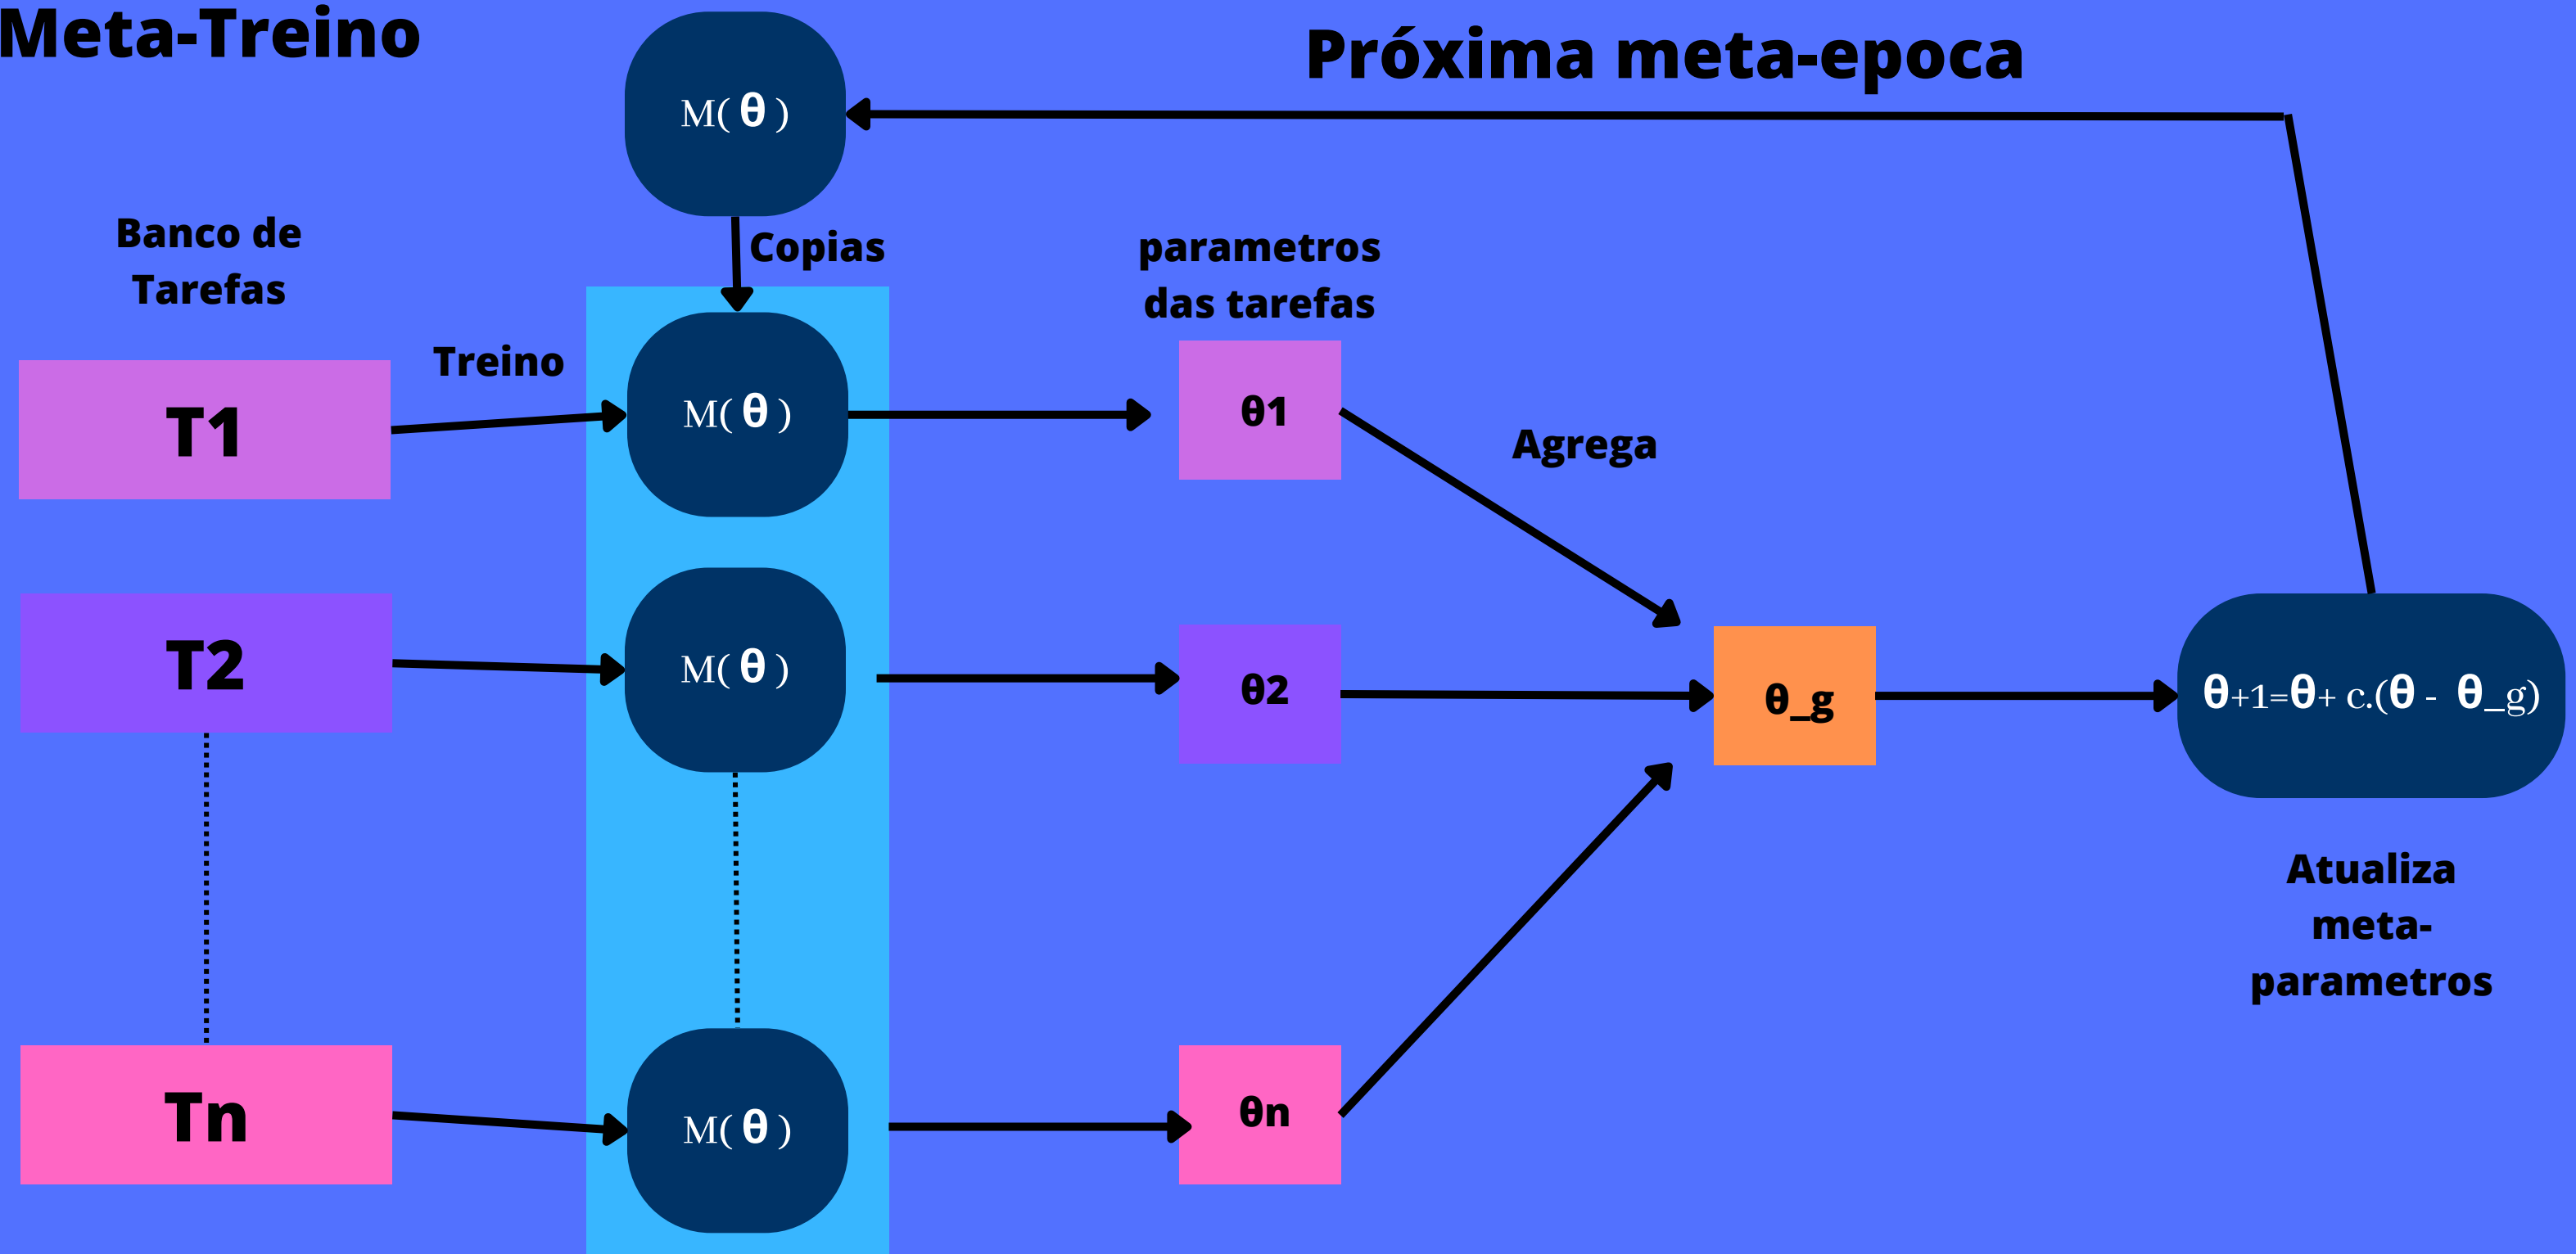 Meta-Treino
Próxima meta-epoca
M( θ )
Copias
Banco de
Tarefas
parametros
das tarefas
Treino
T1
M( θ )
θ1
Agrega
T2
M( θ )
θ2
θ_g
θ+1=θ+ c.(θ - θ_g)
Atualiza
meta-
parametros
Tn
M( θ )
θn